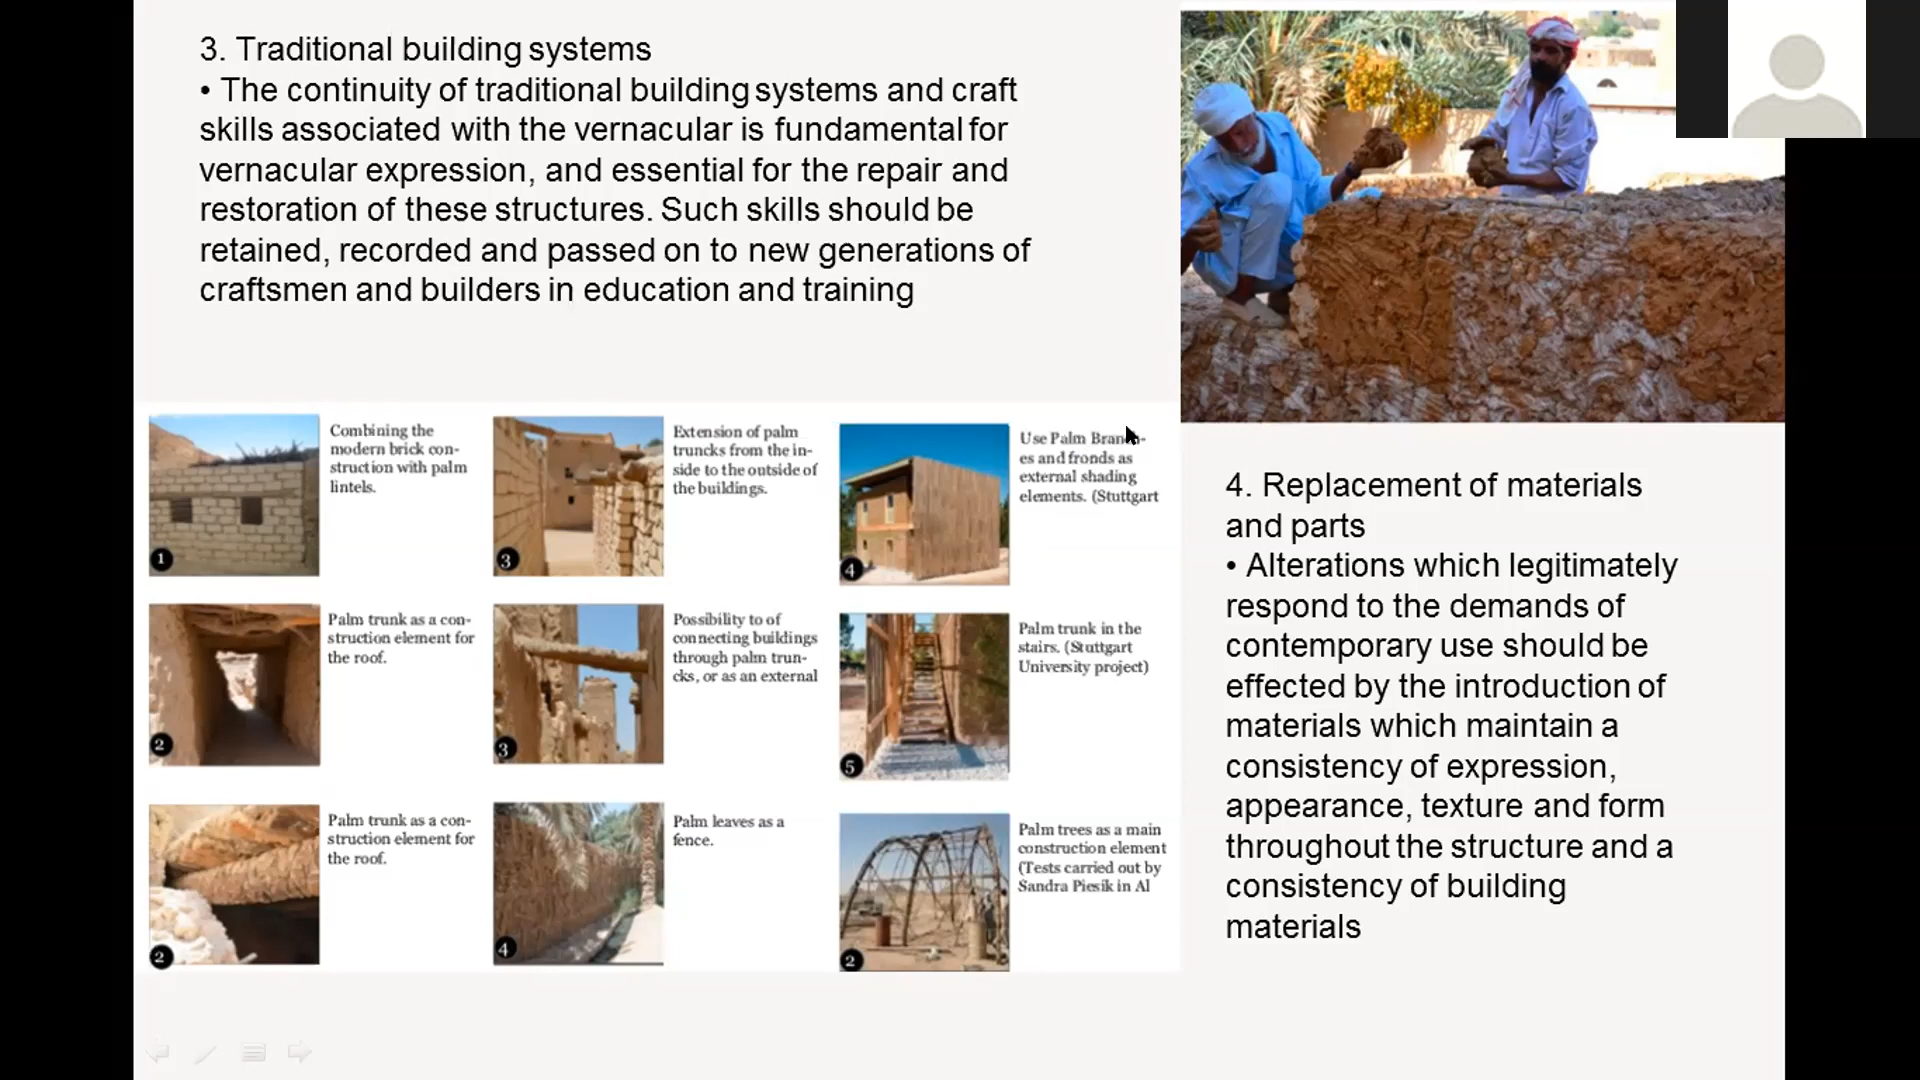 3. Traditional building systems
• The continuity of traditional building systems and craft
skills associated with the vernacular is fundamental for
vernacular expression, and essential for the repair and
restoration of these structures. Such skills should be
retained, recorded and passed on to new generations of
craftsmen and builders in education and training
Combining the
modern brick con-
struction with palm
lintels.
1
Extension of palm
truncks from the in-
side to the outside of
the buildings.
3
Use Palm
es and fronds as
external shading
elements. (Stuttgart
4
Palm trunk as a con-
struction element for
the roof.
2
Possibility to of
connecting buildings
through palm trun-
cks, or as an external
3
Palm trunk in the
stairs. (Stuttgart
University project)
5
Palm trunk as a con-
struction element for
the roof.
2
Palm leaves as a
fence.
4
Palm trees as a main
construction element
(Tests carried out by
Sandra Piesik in Al
2
4. Replacement of materials
and parts
• Alterations which legitimately
respond to the demands of
contemporary use should be
effected by the introduction of
materials which maintain a
consistency of expression,
appearance, texture and form
throughout the structure and a
consistency of building
materials